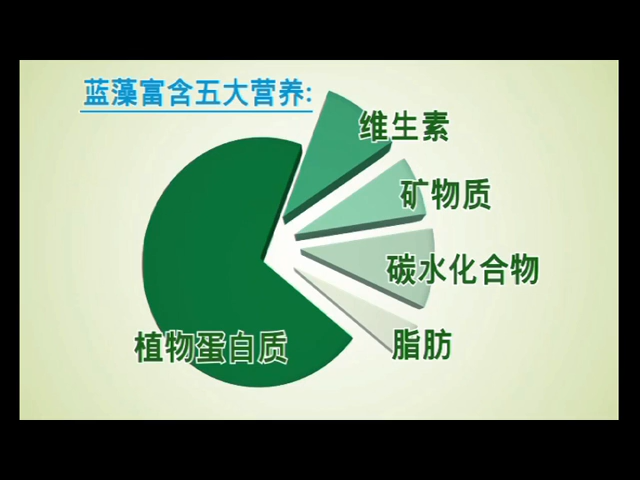 蓝藻富含五大营养:
维生素
矿物质
碳水化合物
脂肪
植物蛋白质